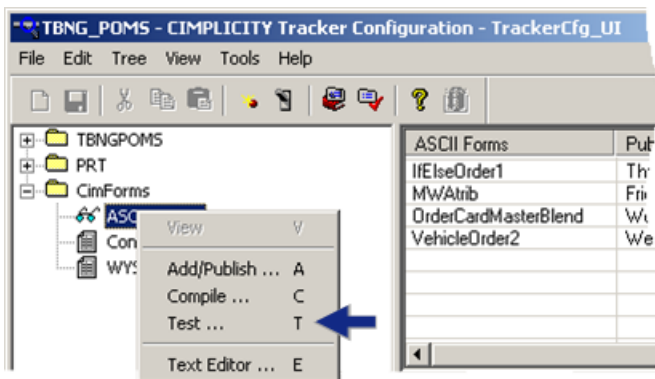 TBNG_POMS - CIMPLICITY Tracker Configuration - TrackerCfg_UI
File Edit Tree View Tools Help
TBNGPOMS
PRT
CimForms
ASC
Con
WYS
View V
Add/Publish ... A
Compile ... C
Test ... T
Text Editor ... E
ASCII Forms Pub
IfElseOrder1 Th
MWAtrib Fri
OrderCardMasterBlend We
VehicleOrder2 We